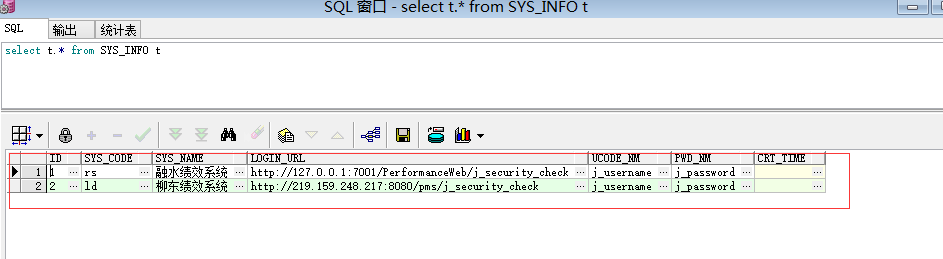 SQL 窗口 - select t.* from SYS_INFO t
SQL 输出 统计表
select t.* from SYS_INFO t
ID SYS_CODE SYS_NAME LOGIN_URL UCODE_NM PWD_NM CRT_TIME
1 1 rs 融水绩效系统 http://127.0.0.1:7001/PerformanceWeb/j_security_check j_username j_password
2 2 ld 柳东绩效系统 http://219.159.248.217:8080/pms/j_security_check j_username j_password